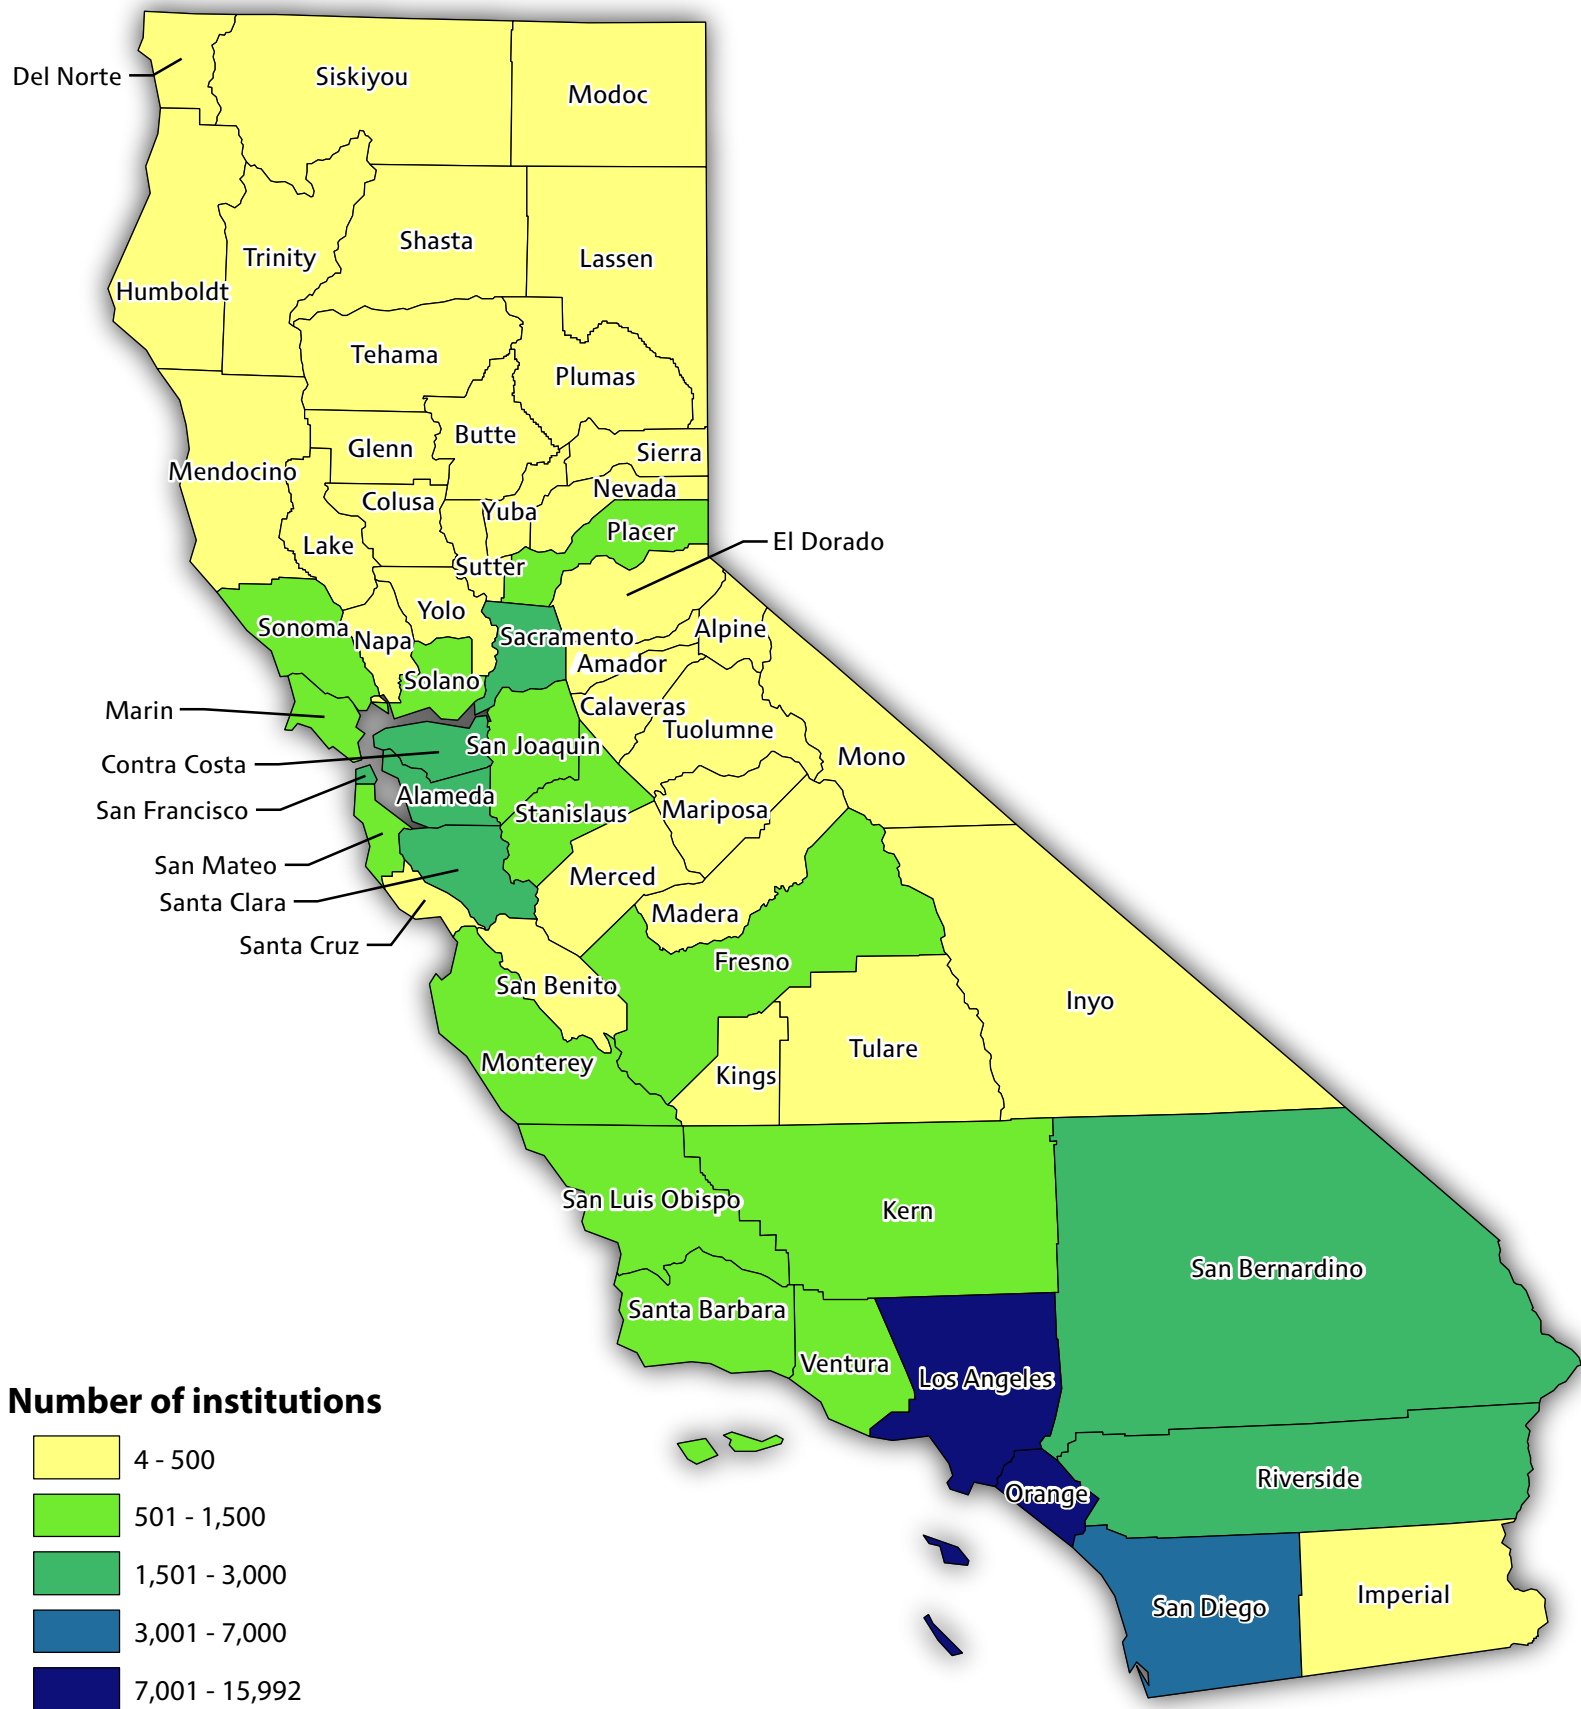 Del Norte
Siskiyou
Modoc
Shasta
Trinity
Lassen
Humboldt
Tehama
Plumas
Butte
Glenn
Sierra
Mendocino
Nevada
Colusa
Yuba
Placer
El Dorado
Lake
Sutter
Yolo
Sonoma
Alpine
Sacramento
Napa
Amador
Solano
Calaveras
Marin
Tuolumne
San Joaquin
Mono
Contra Costa
Alameda
San Francisco
Mariposa
Stanislaus
San Mateo
Merced
Santa Clara
Madera
Santa Cruz
Fresno
San Benito
Inyo
Tulare
Monterey
Kings
San Luis Obispo
Kern
San Bernardino
Santa Barbara
Ventura
Los Angeles
Riverside
Orange
Imperial
San Diego
Number of institutions
4 - 500
501 - 1,500
1,501 - 3,000
3,001 - 7,000
7,001 - 15,992